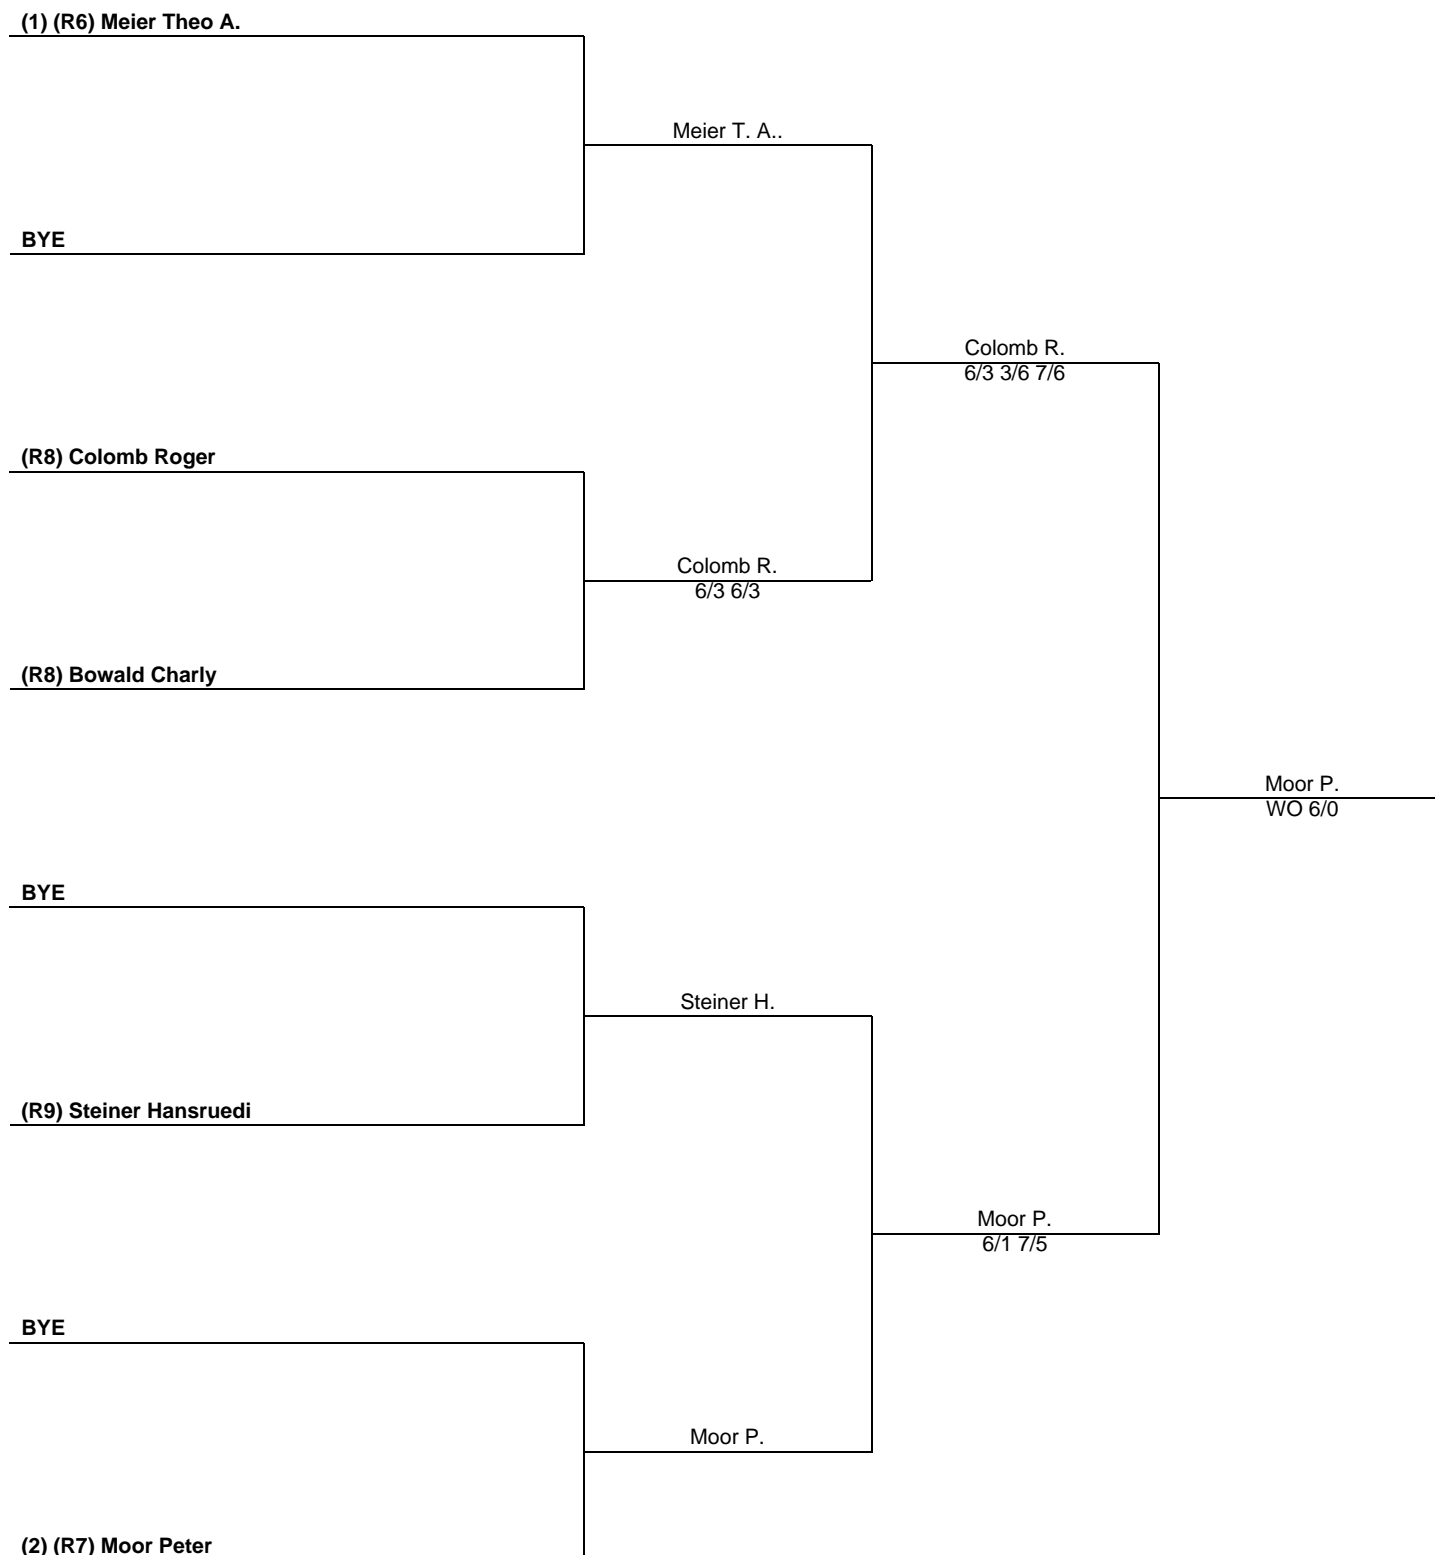 (1) (R6) Meier Theo A.
Meier T. A..
BYE
Colomb R.
6/3 3/6 7/6
(R8) Colomb Roger
Colomb R.
6/3 6/3
(R8) Bowald Charly
Moor P.
WO 6/0
BYE
Steiner H.
(R9) Steiner Hansruedi
Moor P.
6/1 7/5
BYE
Moor P.
(2) (R7) Moor Peter